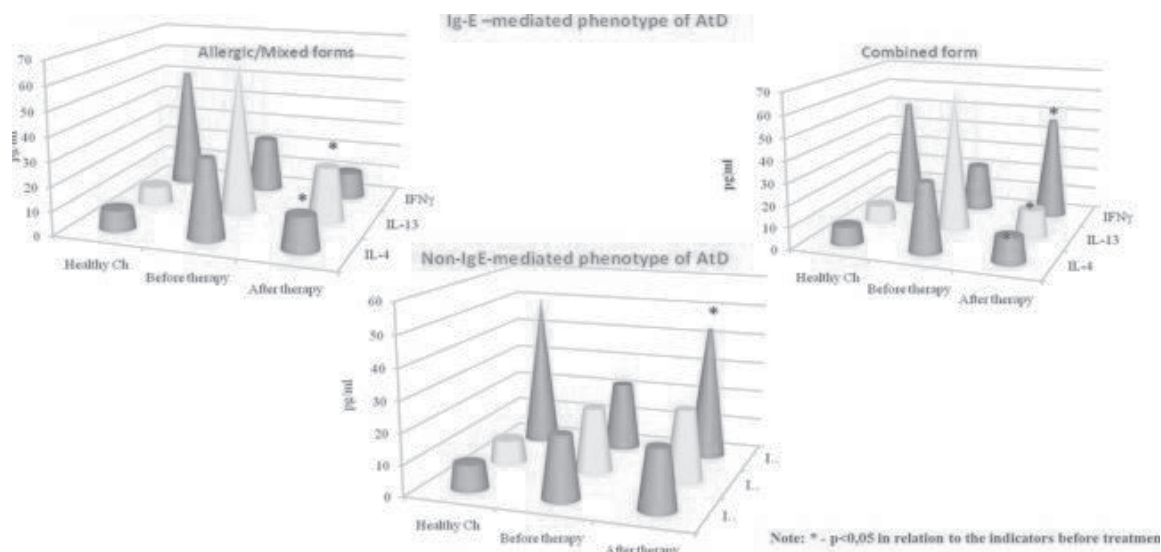 Ig-E –mediated phenotype of AtD
Allergic/Mixed forms
70
60
50
40
30
20
10
0
pg/ml
Healthy Ch
Before therapy
After therapy
IL-4
IL-13
IFNγ
*
*
Combined form
70
60
50
40
30
20
10
0
pg/ml
Healthy Ch
Before therapy
After therapy
IL-4
IL-13
IFNγ
*
*
*
Non-IgE-mediated phenotype of AtD
60
50
40
30
20
10
0
pg/ml
Healthy Ch
Before therapy
After therapy
I..
I..
I..
*
Note: * - p<0,05 in relation to the indicators before treatmen